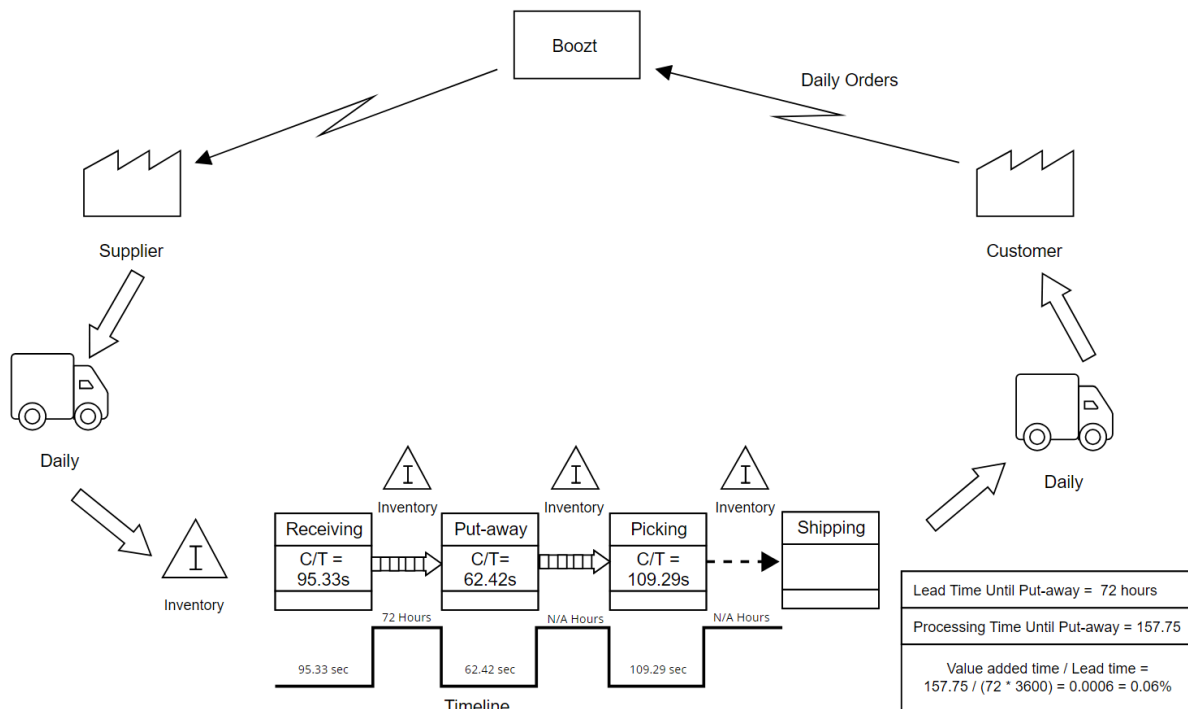 Boozt
Daily Orders
Supplier
Customer
Daily
Daily
I
Inventory
I
Inventory
I
Inventory
I
Inventory
Receiving
C/T =
95.33s
Put-away
C/T=
62.42s
Picking
C/T =
109.29s
Shipping
72 Hours
N/A Hours
N/A Hours
95.33 sec
62.42 sec
109.29 sec
Timeline
Lead Time Until Put-away = 72 hours
Processing Time Until Put-away = 157.75
Value added time / Lead time =
157.75 / (72 * 3600) = 0.0006 = 0.06%